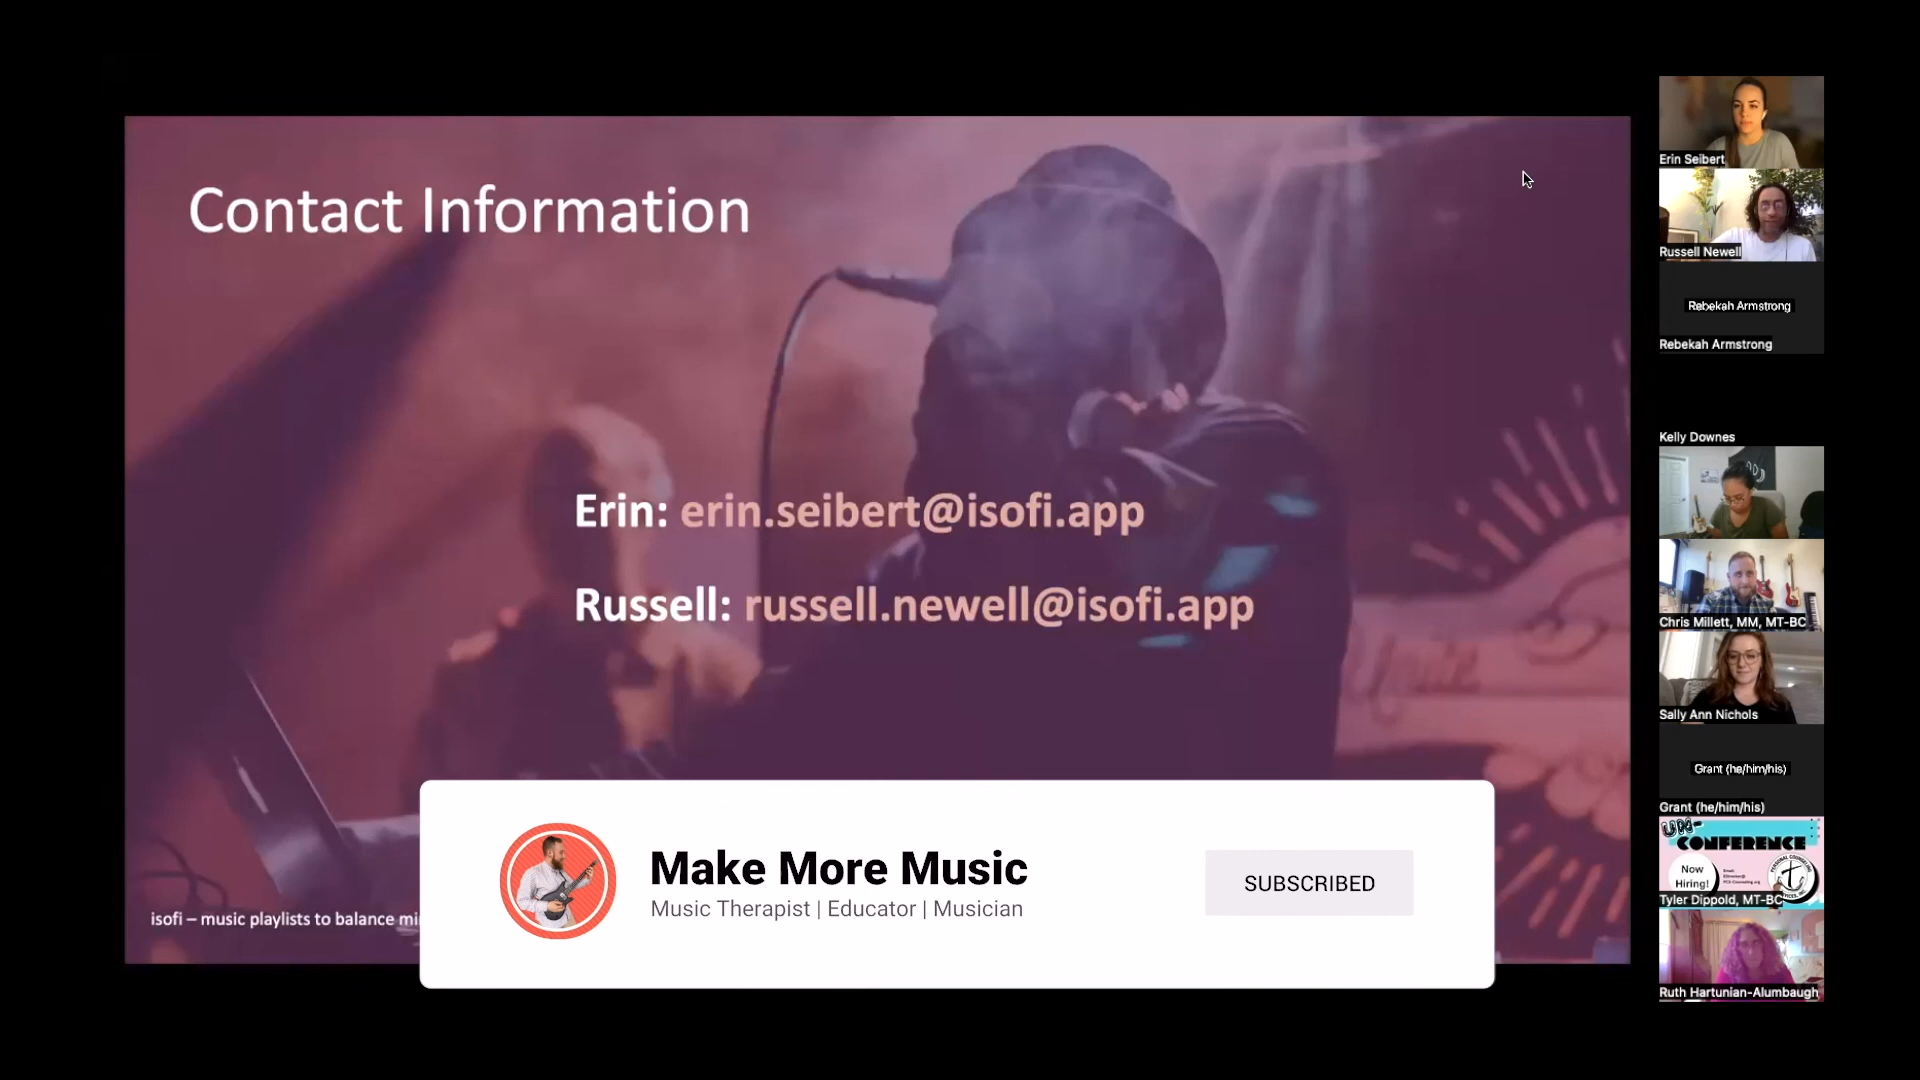 Contact Information
Erin: erin.seibert@isofi.app
Russell: russell.newell@isofi.app
isofi – music playlists to balance mi
Make More Music
Music Therapist | Educator | Musician
SUBSCRIBED
Erin Seibert
Russell Newell
Rebekah Armstrong
Rebekah Armstrong
Kelly Downes
Chris Millett, MM, MT-BC
Sally Ann Nichols
Grant (he/him/his)
Grant (he/him/his)
UN-
CONFERENCE
Now
Hiring!
Tyler Dippold, MT-BC
Ruth Hartunian-Alumbaugh